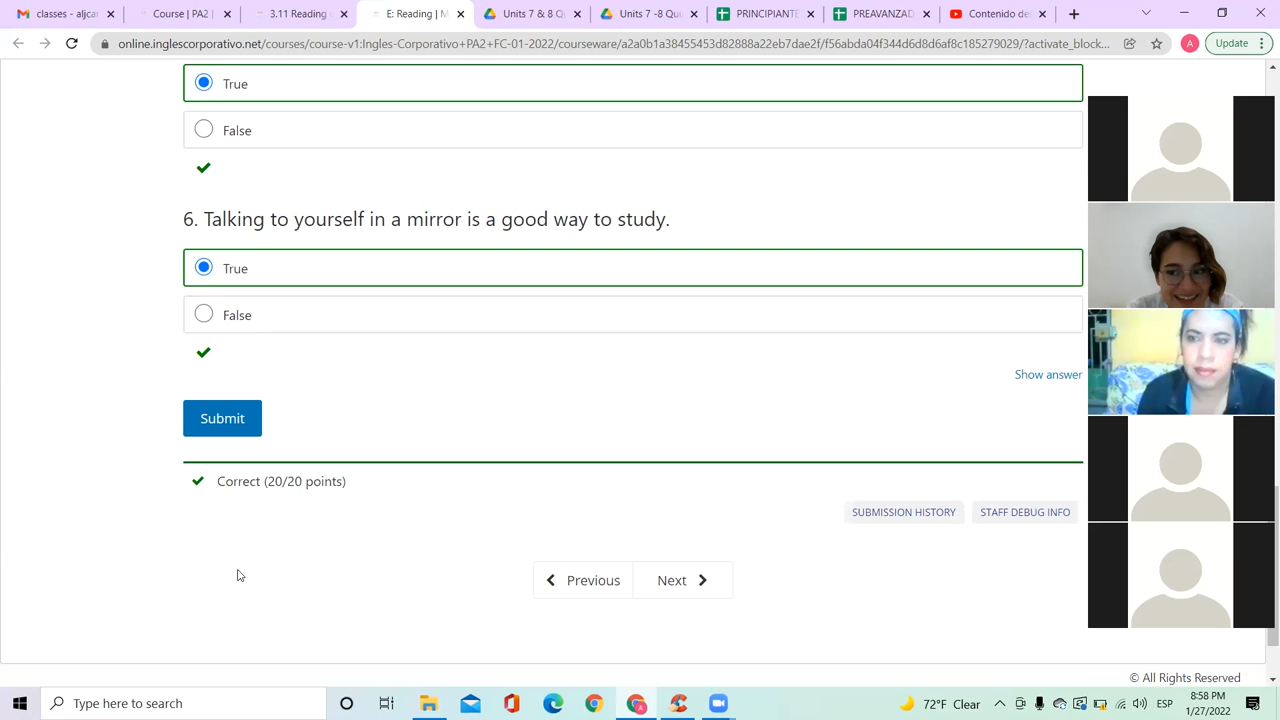 classes - aljca
Course | PA2 |
3.11 Reading
E: Reading | M
Units 7 & 8 Q
Units 7 -8 Qu
PRINCIPIANTE
PREAVANZAD
Contenido de
online.inglescorporativo.net/courses/course-v1:Ingles-Corporativo+PA2+FC-01-2022/courseware/a2a0b1a38455453d82883a22eb7dae2f/f56abda04f344d6d8d6af8c185279029/?activate_block...
A
Update
True
False
6. Talking to yourself in a mirror is a good way to study.
True
False
Show answer
Submit
Correct (20/20 points)
SUBMISSION HISTORY
STAFF DEBUG INFO
Previous
Next
© All Rights Reserved
Type here to search
72°F Clear
ESP
8:58 PM
1/27/2022